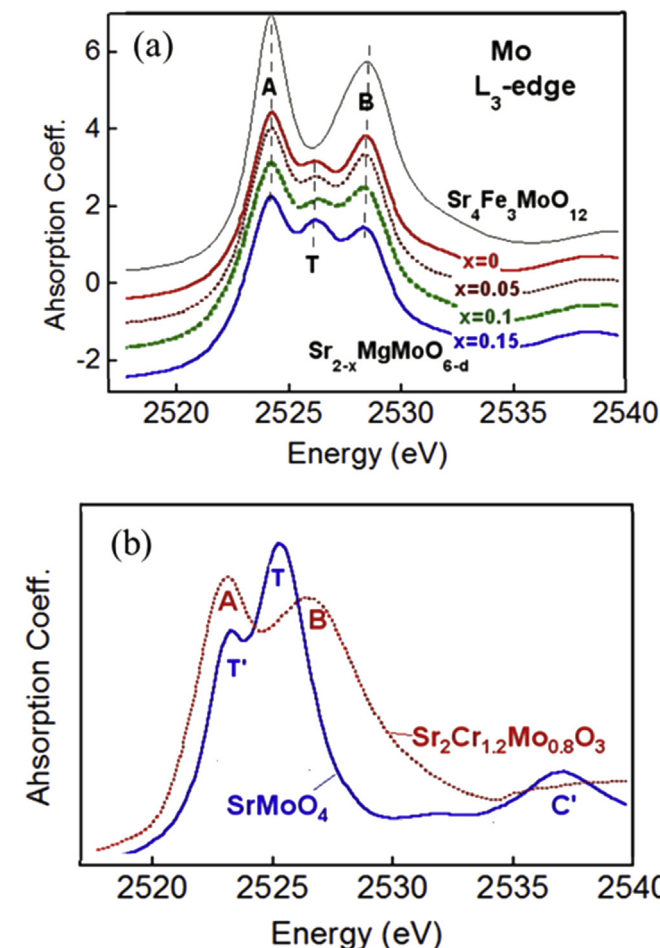 (a)
Mo
L3-edge
A
B
T
Sr4Fe3MoO12
x=0
x=0.05
x=0.1
x=0.15
Sr2-xMgMoO6-d
6
4
2
0
-2
Ahsorption Coeff.
2520 2525 2530 2535 2540
Energy (eV)
(b)
A
T
B
T'
Sr2Cr1.2Mo0.8O3
SrMoO4
C'
Ahsorption Coeff.
2520 2525 2530 2535 2540
Energy (eV)